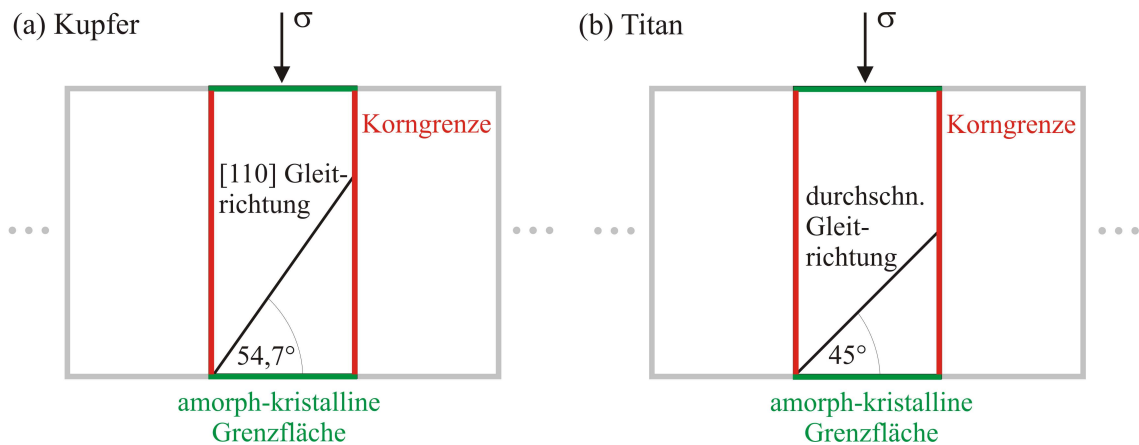 (a) Kupfer
σ
Korngrenze
[110] Gleit-
richtung
54,7°
amorph-kristalline
Grenzfläche
(b) Titan
σ
Korngrenze
durchschn.
Gleit-
richtung
45°
amorph-kristalline
Grenzfläche